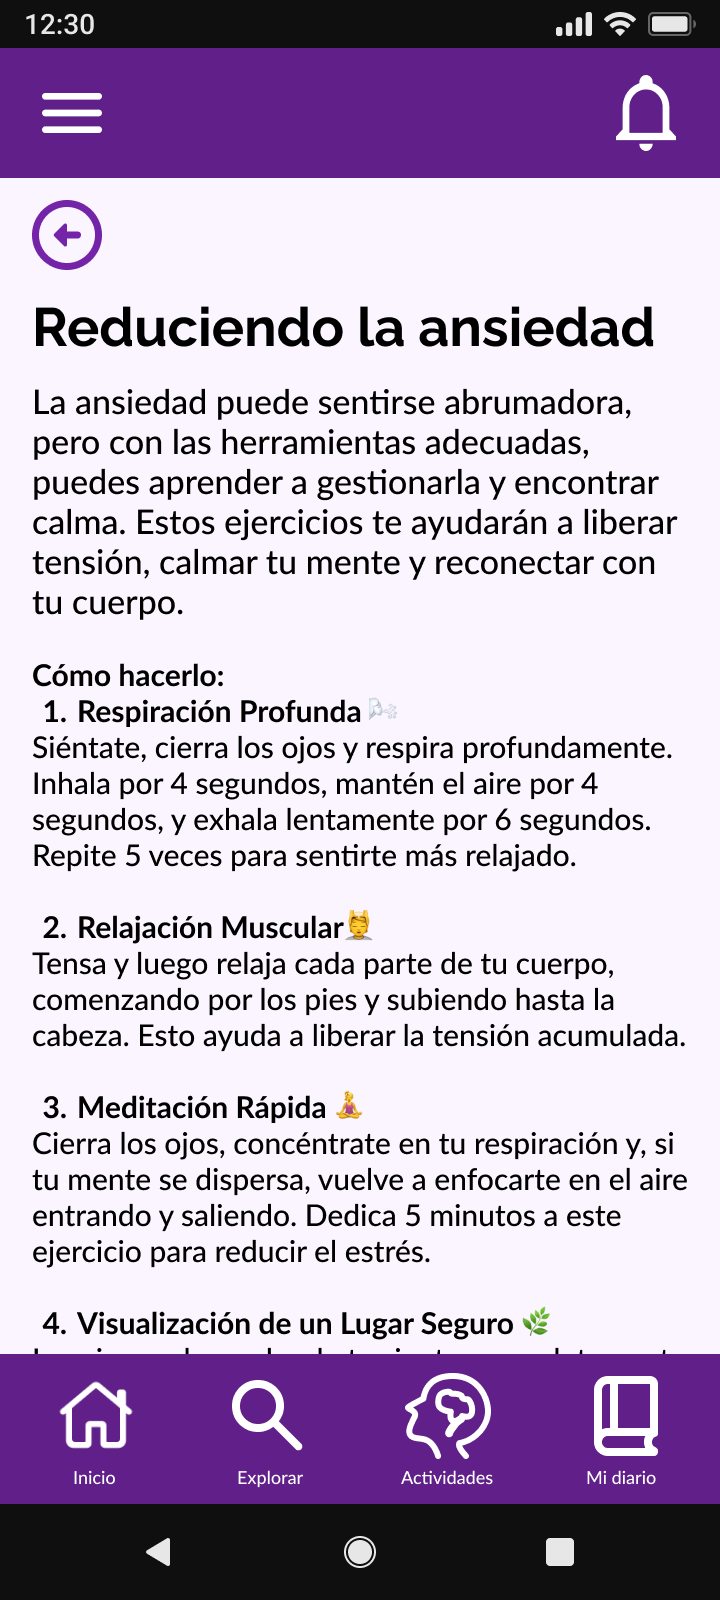 12:30
Reduciendo la ansiedad
La ansiedad puede sentirse abrumadora,
pero con las herramientas adecuadas,
puedes aprender a gestionarla y encontrar
calma. Estos ejercicios te ayudarán a liberar
tensión, calmar tu mente y reconectar con
tu cuerpo.
Cómo hacerlo:
1. Respiración Profunda 🌬️
Siéntate, cierra los ojos y respira profundamente.
Inhala por 4 segundos, mantén el aire por 4
segundos, y exhala lentamente por 6 segundos.
Repite 5 veces para sentirte más relajado.
2. Relajación Muscular💆
Tensa y luego relaja cada parte de tu cuerpo,
comenzando por los pies y subiendo hasta la
cabeza. Esto ayuda a liberar la tensión acumulada.
3. Meditación Rápida 🧘
Cierra los ojos, concéntrate en tu respiración y, si
tu mente se dispersa, vuelve a enfocarte en el aire
entrando y saliendo. Dedica 5 minutos a este
ejercicio para reducir el estrés.
4. Visualización de un Lugar Seguro 🌿
Inicio
Explorar
Actividades
Mi diario